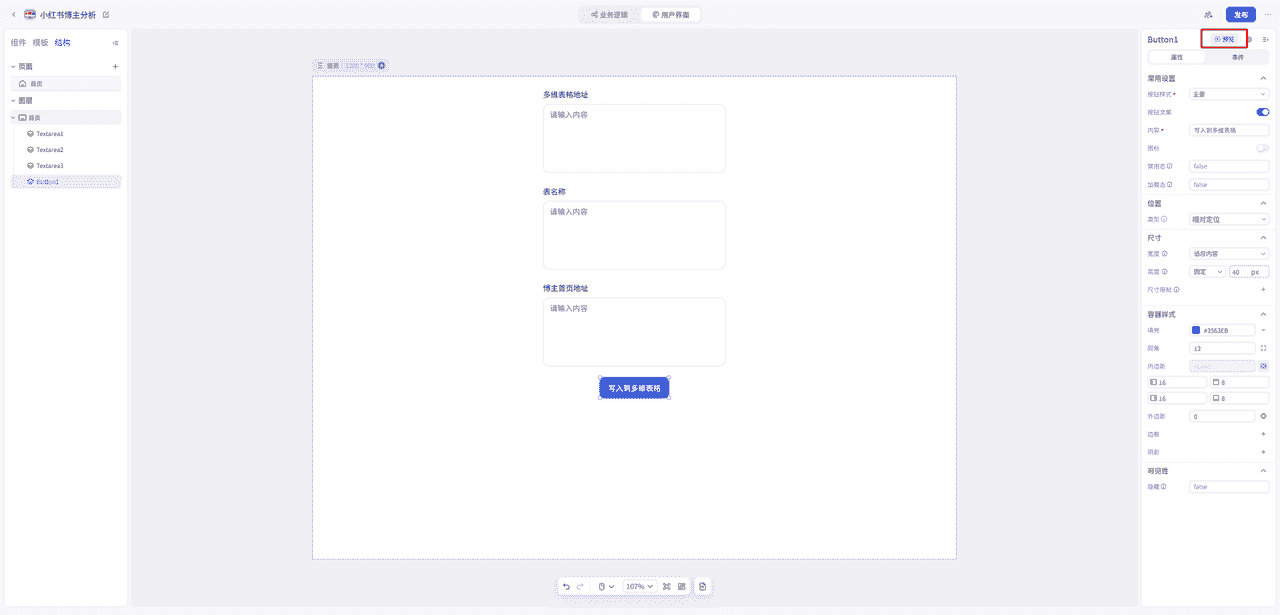 小红书博主分析
业务逻辑
用户界面
发布
组件 模板 结构
页面
首页
图层
首页
Textarea1
Textarea2
Textarea3
Button1
1200 * 900
多维表格地址
请输入内容
表名称
请输入内容
博主首页地址
请输入内容
写入到多维表格
107%
Button1
预览
属性
事件
常用设置
按钮样式 *
主要
按钮文案
内容 *
写入到多维表格
图标
禁用态
false
加载态
false
位置
类型
相对定位
尺寸
宽度
适应内容
高度
固定
40 px
尺寸限制
容器样式
填充
#2563EB
圆角
12
内边距
16
8
16
8
外边距
0
边框
阴影
可见性
隐藏
false